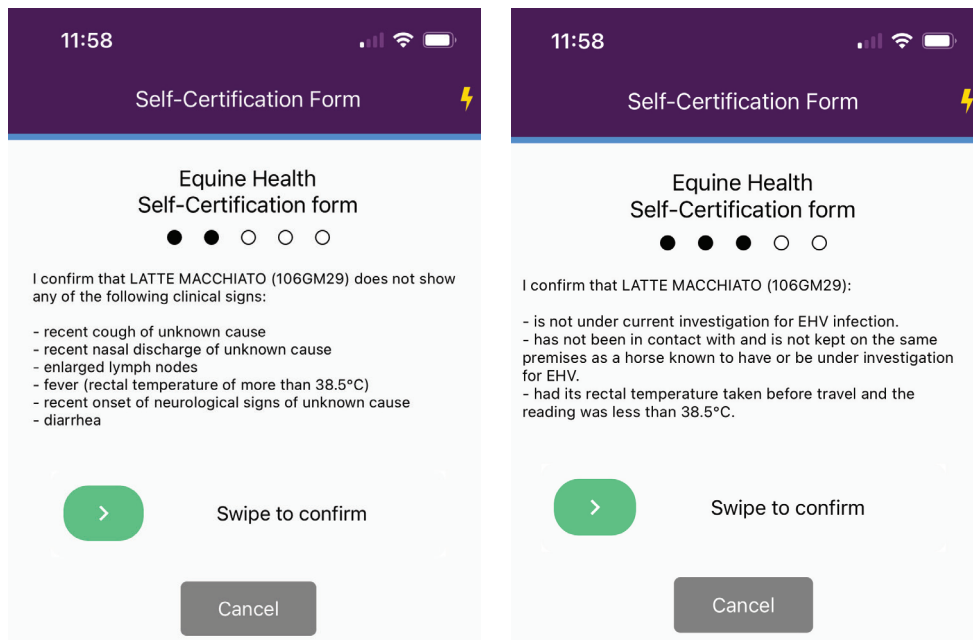 11:58
Self-Certification Form
Equine Health
Self-Certification form
I confirm that LATTE MACCHIATO (106GM29) does not show
any of the following clinical signs:
- recent cough of unknown cause
- recent nasal discharge of unknown cause
- enlarged lymph nodes
- fever (rectal temperature of more than 38.5°C)
- recent onset of neurological signs of unknown cause
- diarrhea
Swipe to confirm
Cancel
11:58
Self-Certification Form
Equine Health
Self-Certification form
I confirm that LATTE MACCHIATO (106GM29):
- is not under current investigation for EHV infection.
- has not been in contact with and is not kept on the same
premises as a horse known to have or be under investigation
for EHV.
- had its rectal temperature taken before travel and the
reading was less than 38.5°C.
Swipe to confirm
Cancel